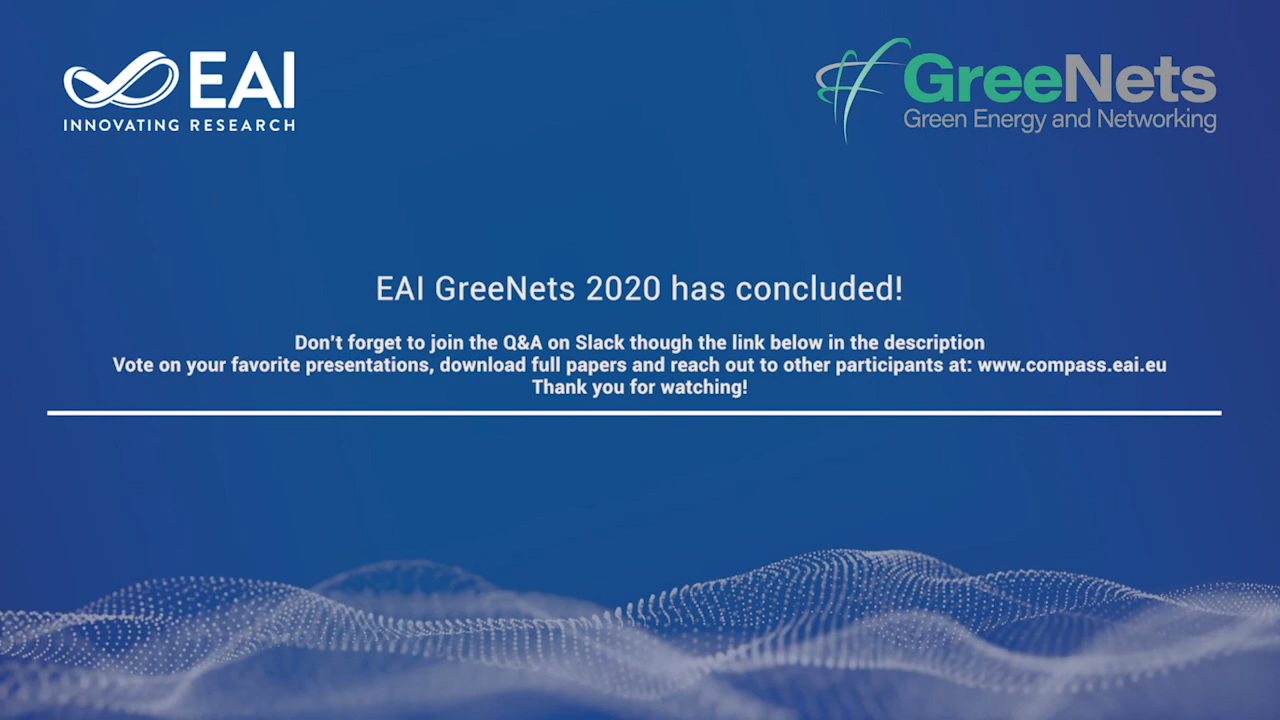 EAI
INNOVATING RESEARCH
GreeNets
Green Energy and Networking
EAI GreeNets 2020 has concluded!
Don't forget to join the Q&A on Slack though the link below in the description
Vote on your favorite presentations, download full papers and reach out to other participants at: www.compass.eai.eu
Thank you for watching!